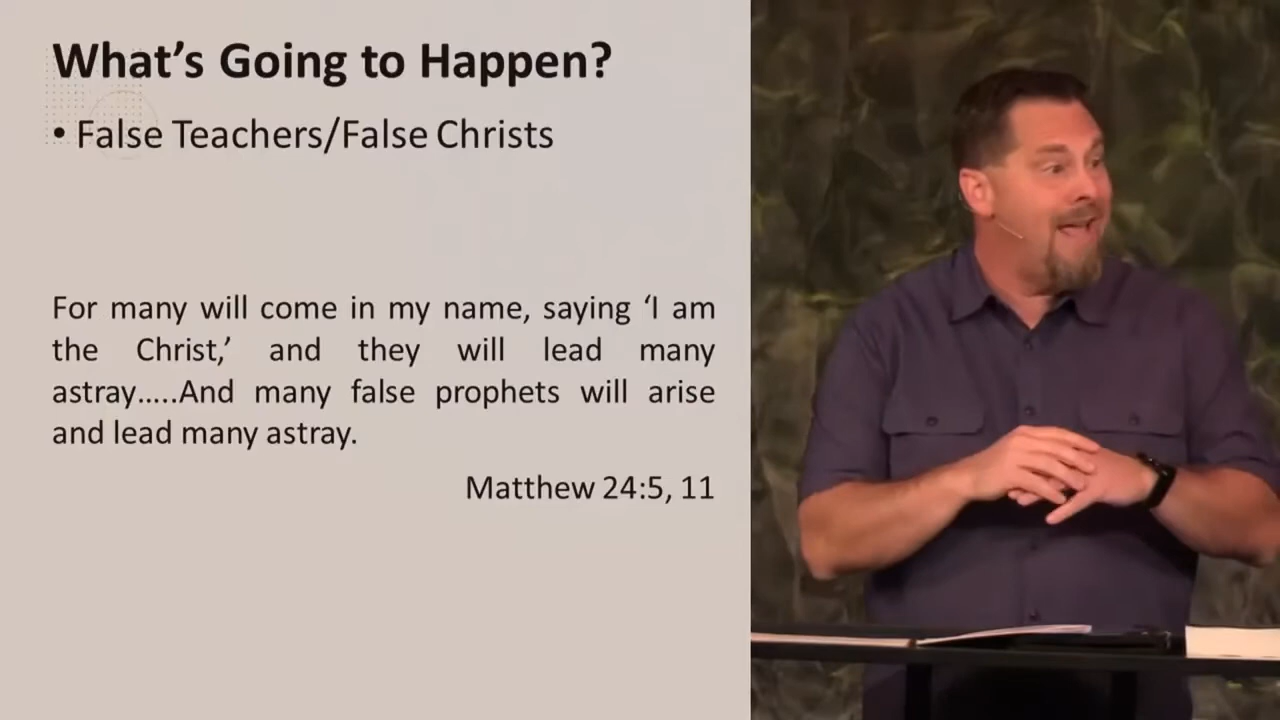 What’s Going to Happen?
• False Teachers/False Christs
For many will come in my name, saying ‘I am
the Christ,’ and they will lead many
astray.....And many false prophets will arise
and lead many astray.
Matthew 24:5, 11